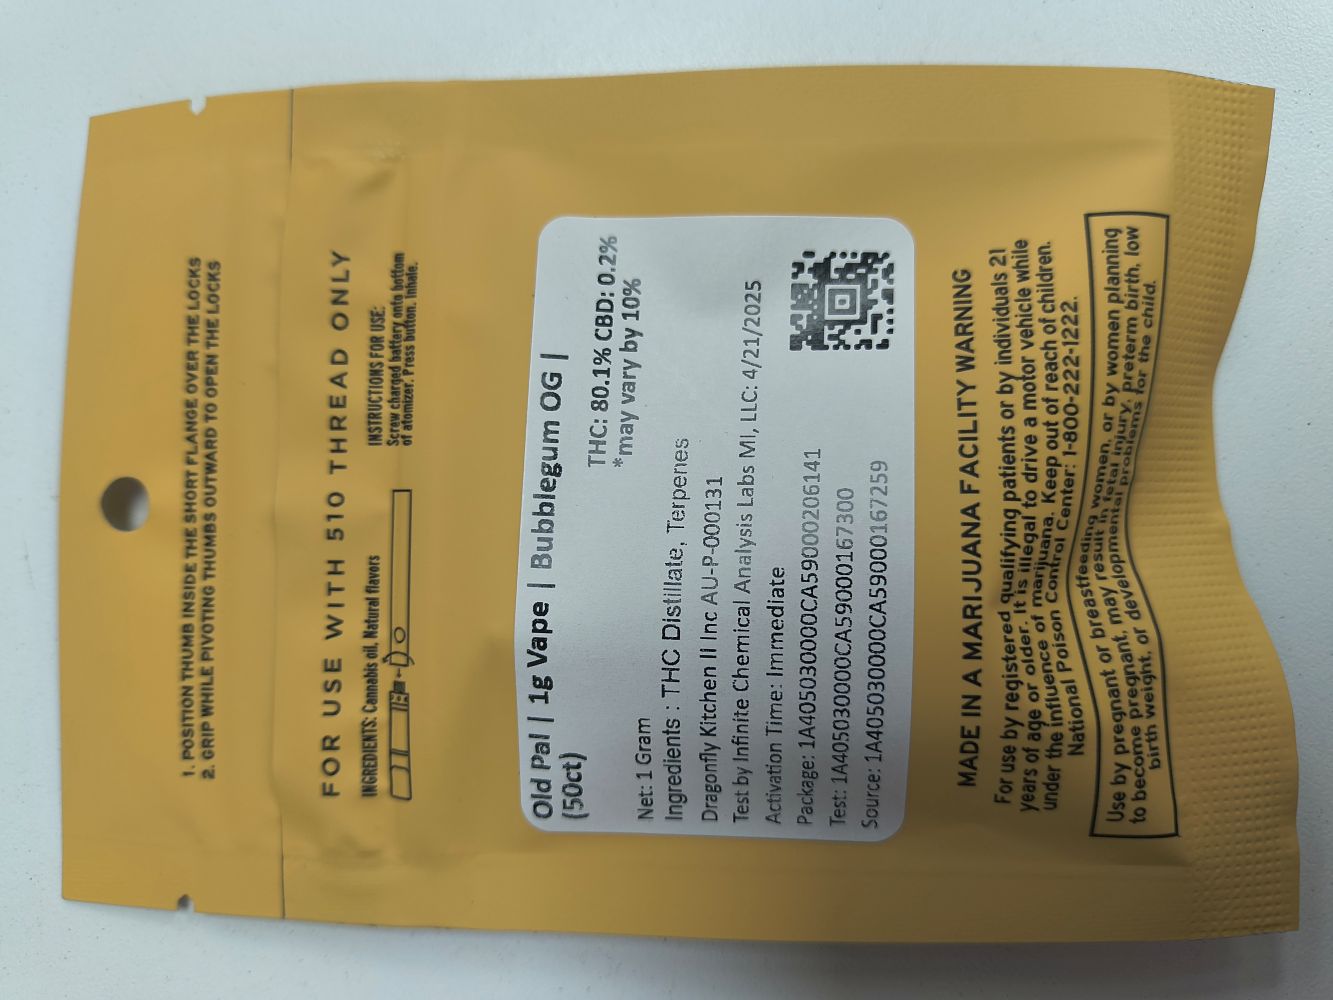 1. POSITION THUMB INSIDE THE SHORT FLANGE OVER THE LOCKS
2. GRIP WHILE PIVOTING THUMBS OUTWARD TO OPEN THE LOCKS
FOR USE WITH 510 THREAD ONLY
INGREDIENTS: Cannabis oil, Natural flavors
INSTRUCTIONS FOR USE:
Screw charged battery onto bottom
of atomizer. Press button. Inhale.
Old Pal | 1g Vape | Bubblegum OG |
(50ct)
THC: 80.1% CBD: 0.2%
*may vary by 10%
Net: 1 Gram
Ingredients : THC Distillate, Terpenes
Dragonfly Kitchen II Inc AU-P-000131
Test by Infinite Chemical Analysis Labs MI, LLC: 4/21/2025
Activation Time: Immediate
Package: 1A405030000CA59000206141
Test: 1A4050300000CA59000167300
Source: 1A4050300000CA59000167259
MADE IN A MARIJUANA FACILITY WARNING
For use by registered qualifying patients or by individuals 21
years of age or older. It is illegal to drive a motor vehicle while
under the influence of marijuana. Keep out of reach of children.
National Poison Control Center: 1-800-222-1222.
Use by pregnant or breastfeeding women, or by women planning
to become pregnant, may result in fetal injury, preterm birth, low
birth weight, or developmental problems for the child.